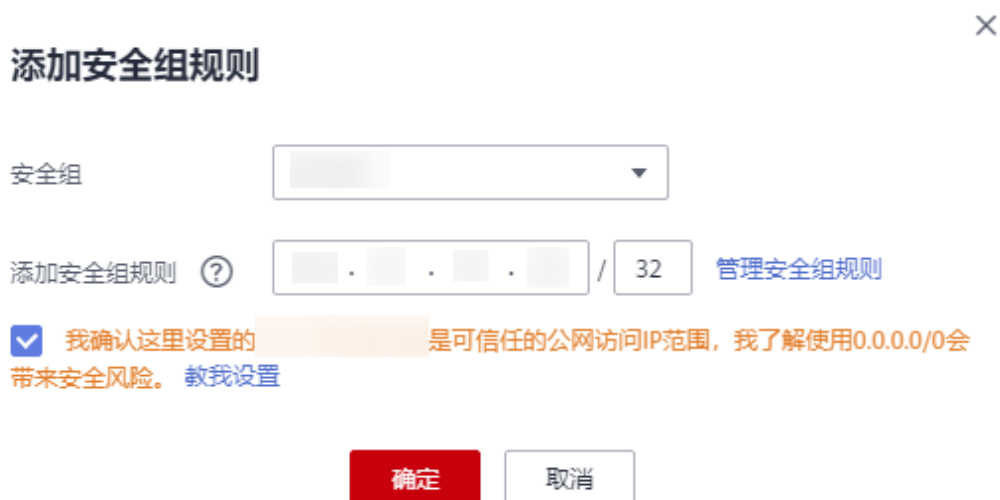 添加安全组规则
安全组
添加安全组规则 ? . . . / 32 管理安全组规则
我确认这里设置的 是可信任的公网访问IP范围，我了解使用0.0.0.0/0会
带来安全风险。 教我设置
确定 取消